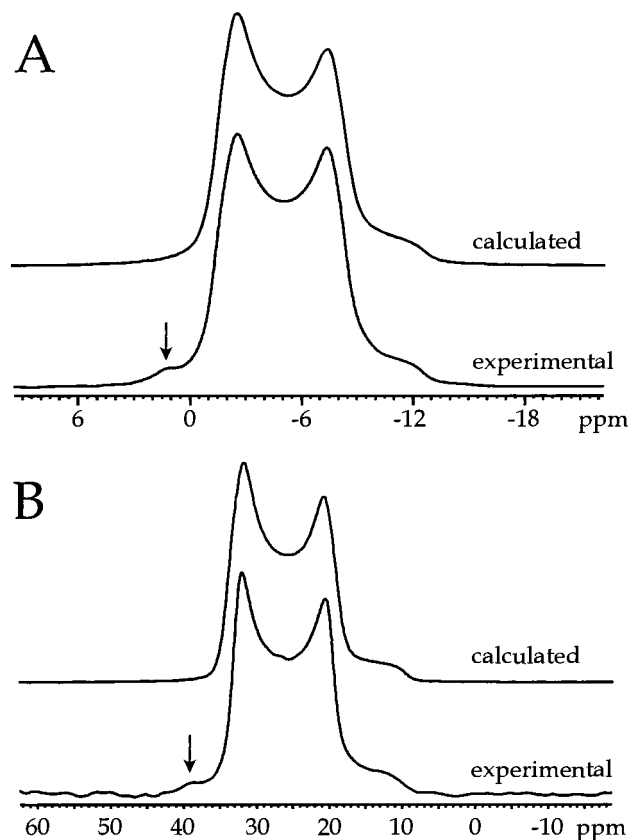 A
calculated
experimental
6 0 -6 -12 -18 ppm
B
calculated
experimental
60 50 40 30 20 10 0 -10 ppm